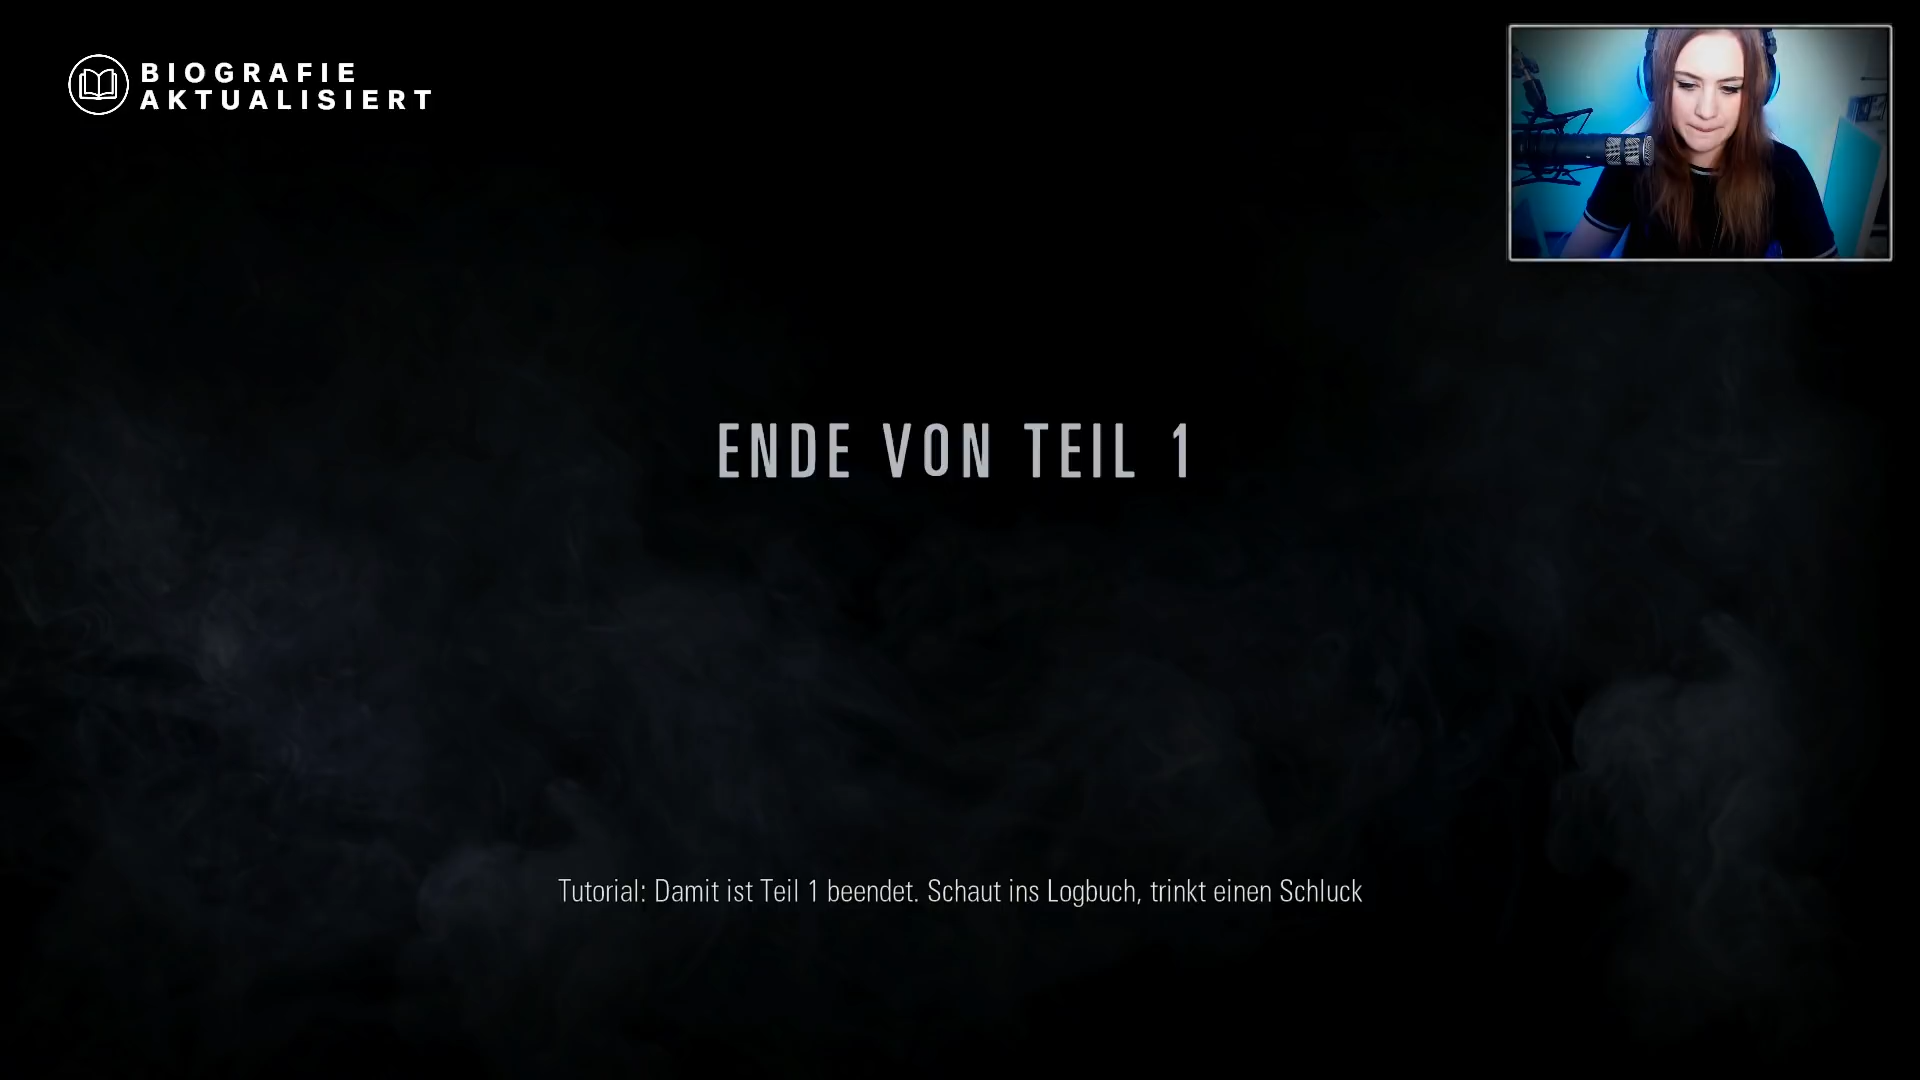 BIOGRAFIE
AKTUALISIERT
ENDE VON TEIL 1
Tutorial: Damit ist Teil 1 beendet. Schaut ins Logbuch, trinkt einen Schluck